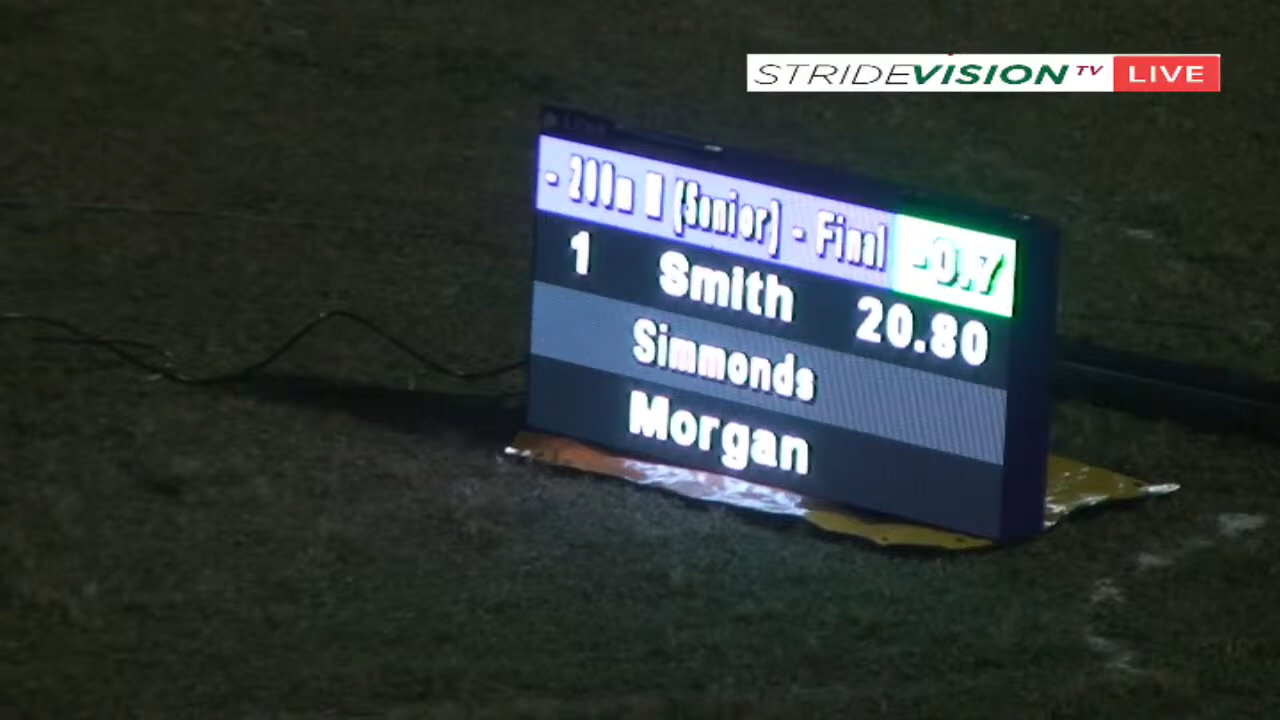 STRIDEVISION TV LIVE
- 200m M (Senior) - Final -0.7
1 Smith 20.80
Simmonds
Morgan